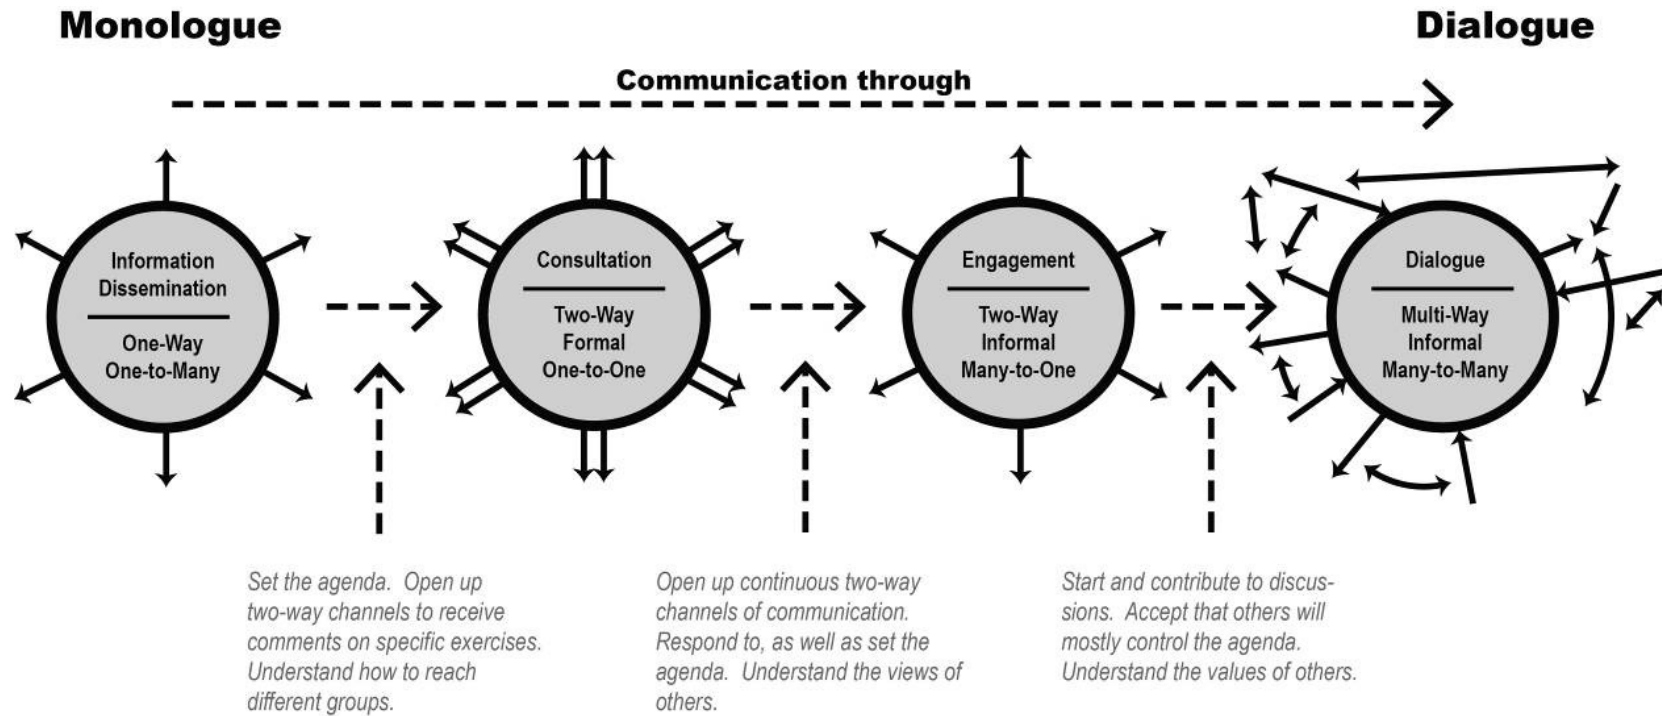 Monologue
Dialogue
Communication through
Information
Dissemination
One-Way
One-to-Many
Consultation
Two-Way
Formal
One-to-One
Engagement
Two-Way
Informal
Many-to-One
Dialogue
Multi-Way
Informal
Many-to-Many
Set the agenda. Open up
two-way channels to receive
comments on specific exercises.
Understand how to reach
different groups.
Open up continuous two-way
channels of communication.
Respond to, as well as set the
agenda. Understand the views of
others.
Start and contribute to discus-
sions. Accept that others will
mostly control the agenda.
Understand the values of others.